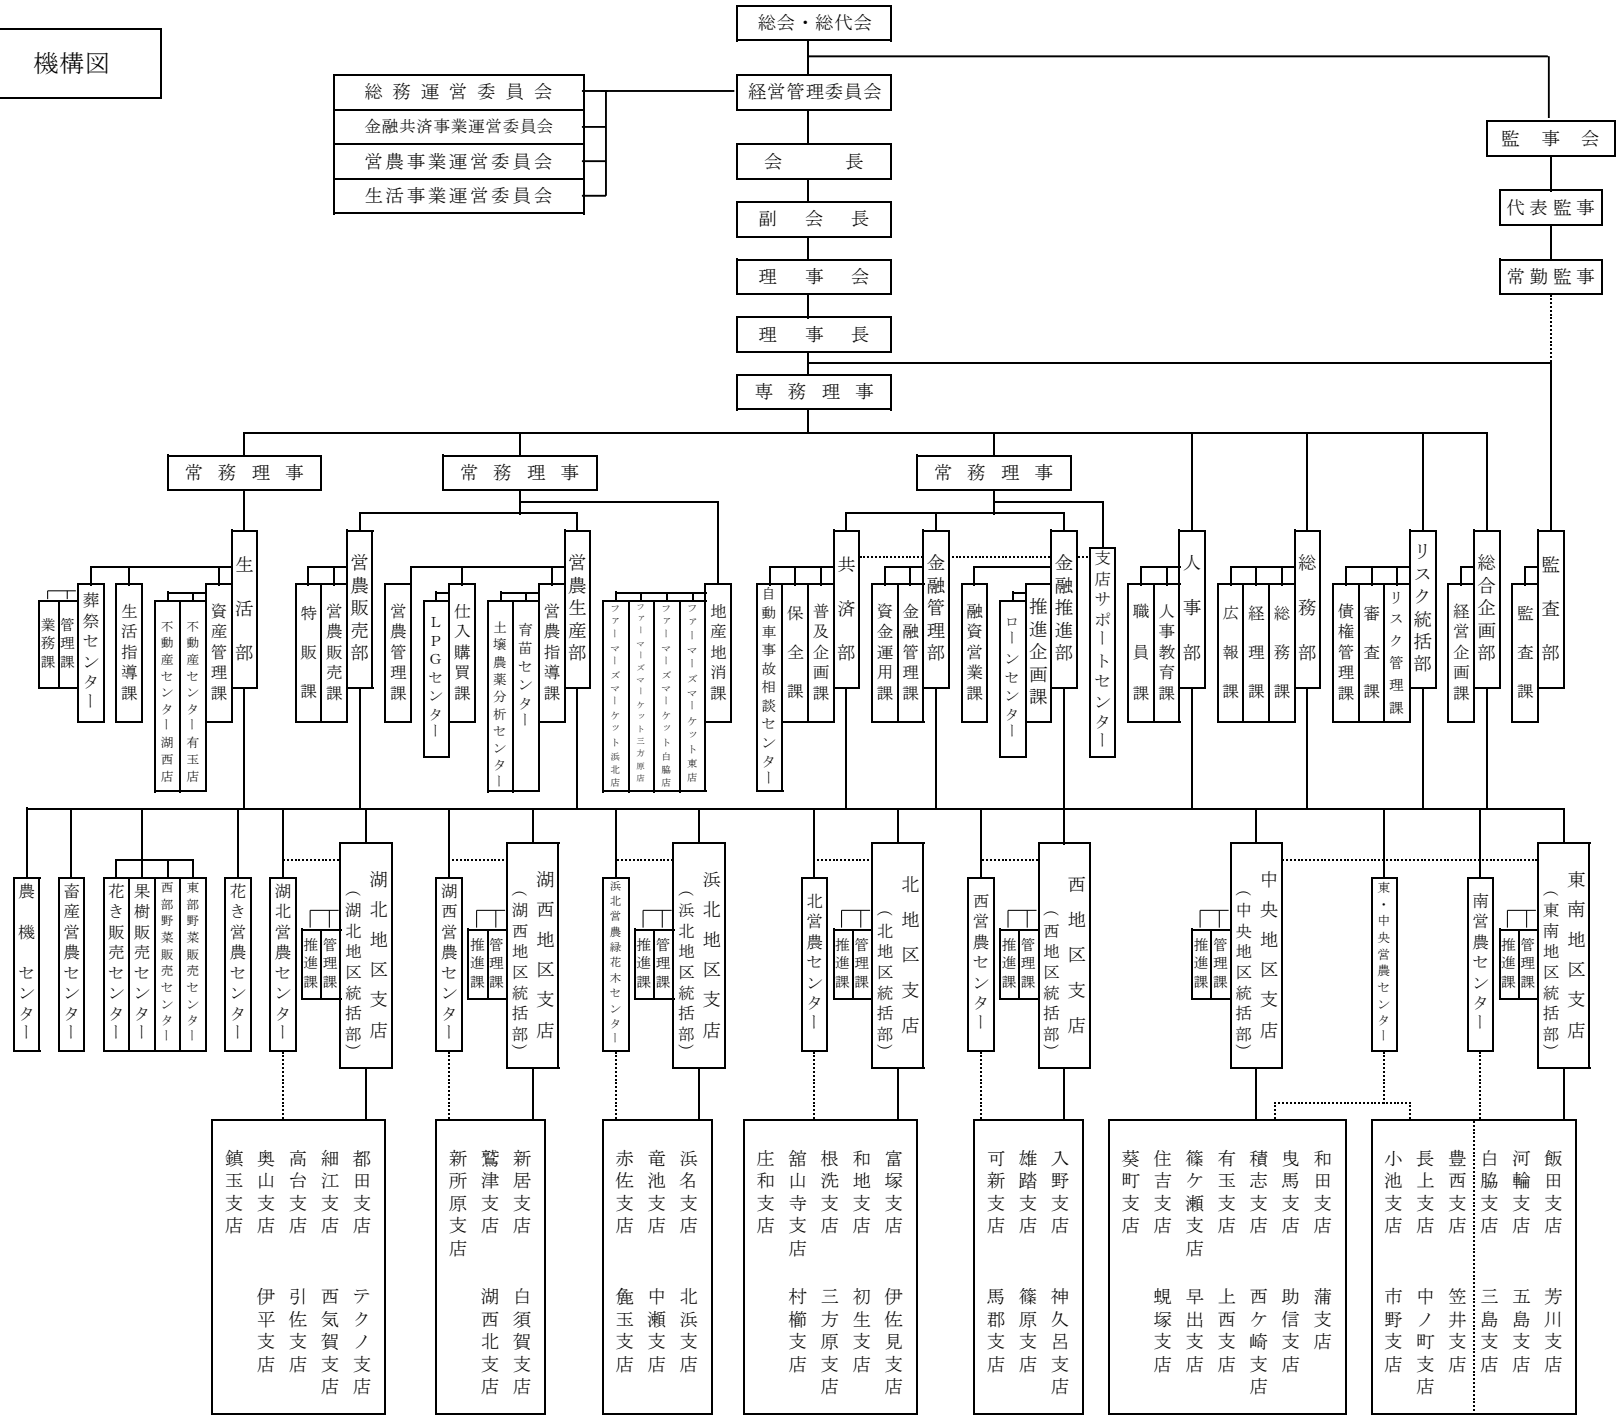 機構図
総会・総代会
経営管理委員会
総務運営委員会
金融共済事業運営委員会
営農事業運営委員会
生活事業運営委員会
会長
副会長
理事会
理事長
専務理事
監事会
代表監事
常勤監事
常務理事
常務理事
常務理事
監査部
監査課
総合企画部
経営企画課
リスク統括部
リスク管理課
審査課
債権管理課
総務部
総務課
経理課
広報課
人事部
人事教育課
職員課
支店サポートセンター
金融推進部
推進企画課
ローンセンター
融資営業課
金融管理部
金融管理課
資金運用課
共済部
普及企画課
保全課
自動車事故相談センター
地産地消課
ファーマーズマーケット東店
ファーマーズマーケット白脇店
ファーマーズマーケット三方原店
ファーマーズマーケット浜北店
営農生産部
営農指導課
育苗センター
土壌農薬分析センター
仕入購買課
LPGセンター
営農管理課
営農販売部
営農販売課
特販課
生活部
資産管理課
不動産センター有玉店
不動産センター湖西店
生活指導課
葬祭センター
管理課
業務課
東南地区支店
(東南地区統括部)
管理課
推進課
南営農センター
東・中央営農センター
中央地区支店
(中央地区統括部)
管理課
推進課
西地区支店
(西地区統括部)
管理課
推進課
西営農センター
北地区支店
(北地区統括部)
管理課
推進課
北営農センター
浜北地区支店
(浜北地区統括部)
管理課
推進課
浜北営農緑花木センター
湖西地区支店
(湖西地区統括部)
管理課
推進課
湖西営農センター
湖北地区支店
(湖北地区統括部)
管理課
推進課
湖北営農センター
花き営農センター
東部野菜販売センター
西部野菜販売センター
果樹販売センター
花き販売センター
畜産営農センター
農機センター
飯田支店
芳川支店
河輪支店
五島支店
白脇支店
三島支店
豊西支店
笠井支店
長上支店
中ノ町支店
小池支店
市野支店
和田支店
蒲支店
曳馬支店
助信支店
積志支店
西ケ崎支店
有玉支店
上西支店
篠ケ瀬支店
早出支店
住吉支店
蜆塚支店
葵町支店
入野支店
神久呂支店
雄踏支店
篠原支店
可新支店
馬郡支店
富塚支店
伊佐見支店
和地支店
初生支店
根洗支店
三方原支店
舘山寺支店
村櫛支店
庄和支店
浜名支店
北浜支店
竜池支店
中瀬支店
赤佐支店
麁玉支店
新居支店
白須賀支店
鷲津支店
湖西北支店
新所原支店
都田支店
テクノ支店
細江支店
西気賀支店
高台支店
引佐支店
奥山支店
伊平支店
鎮玉支店